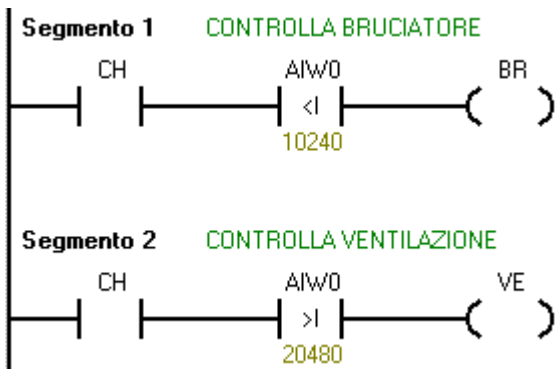 Segmento 1 CONTROLLA BRUCIATORE
CH AIW0 BR
<I
10240
Segmento 2 CONTROLLA VENTILAZIONE
CH AIW0 VE
>I
20480